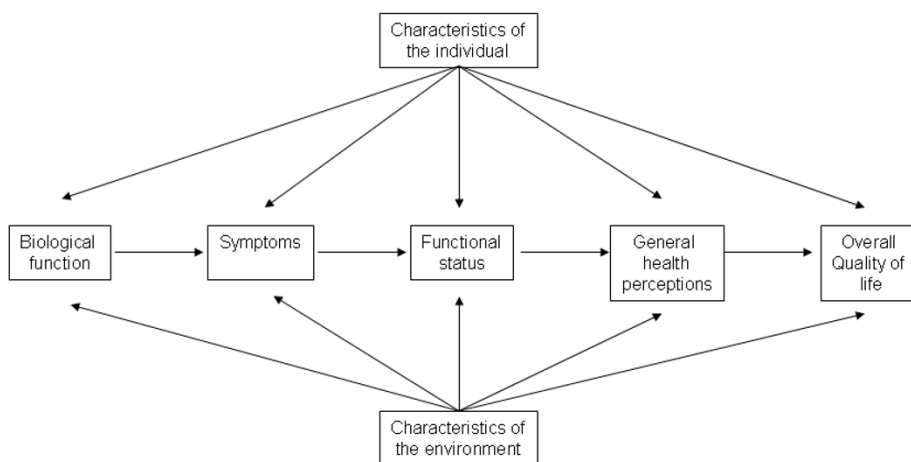 Characteristics of
the individual
Biological
function
Symptoms
Functional
status
General
health
perceptions
Overall
Quality of
life
Characteristics of
the environment